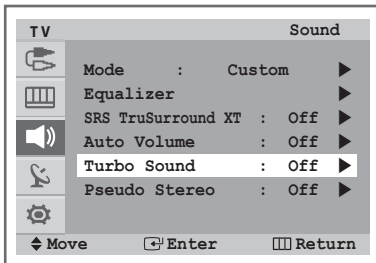 TV Sound
Mode : Custom ▶
Equalizer ▶
SRS TruSurround XT : Off ▶
Auto Volume : Off ▶
Turbo Sound : Off ▶
Pseudo Stereo : Off ▶
Move Enter Return